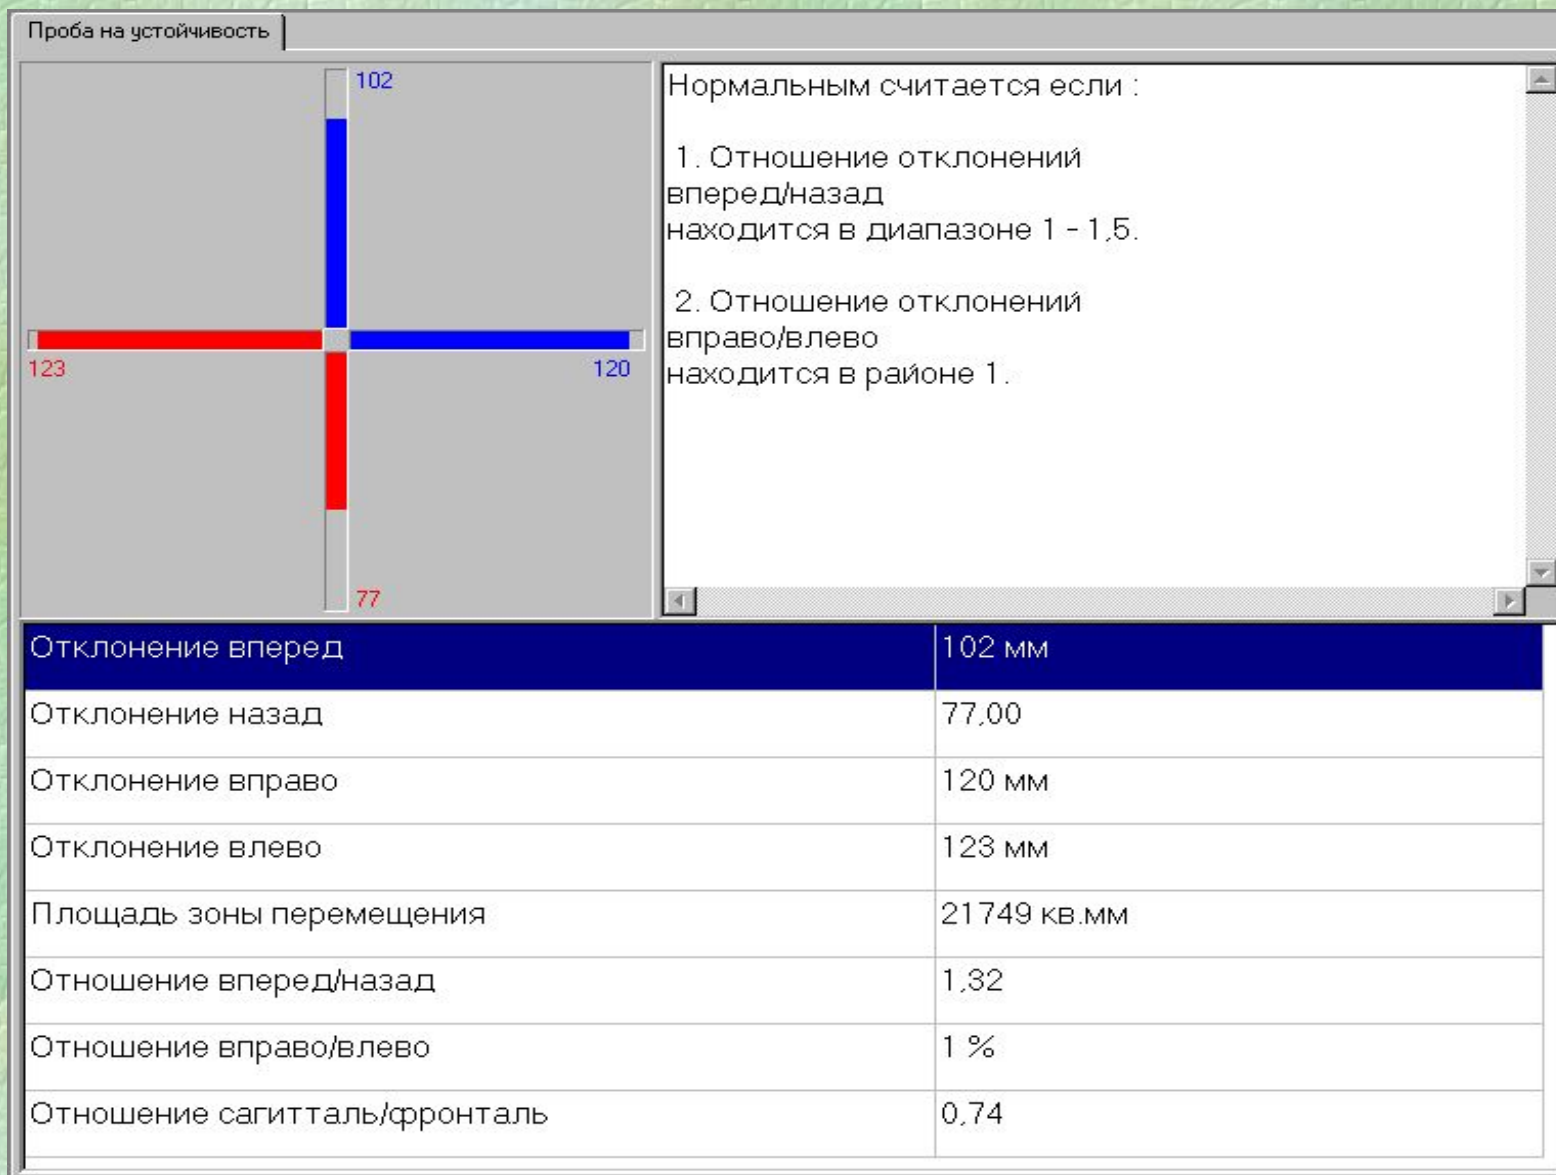 Проба на устойчивость
102
123
120
77
Нормальным считается если :
1. Отношение отклонений
вперед/назад
находится в диапазоне 1 - 1,5.
2. Отношение отклонений
вправо/влево
находится в районе 1.
Отклонение вперед 102 мм
Отклонение назад 77,00
Отклонение вправо 120 мм
Отклонение влево 123 мм
Площадь зоны перемещения 21749 кв.мм
Отношение вперед/назад 1,32
Отношение вправо/влево 1 %
Отношение сагитталь/фронталь 0,74